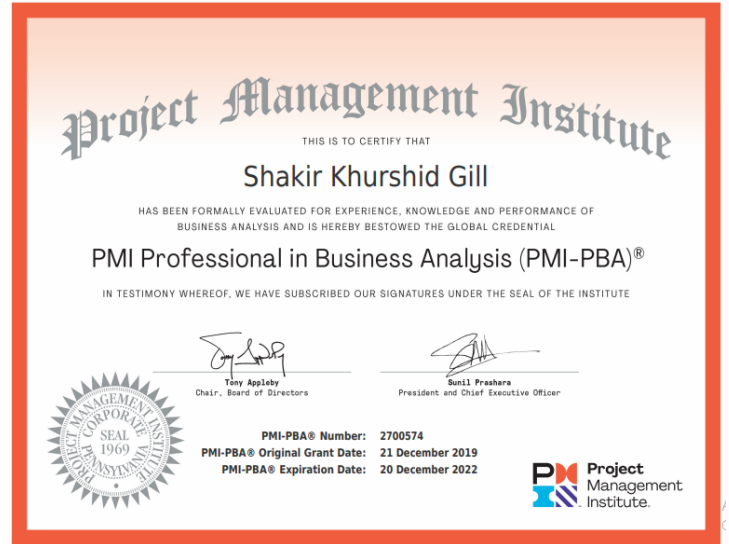 Project Management Institute
THIS IS TO CERTIFY THAT
Shakir Khurshid Gill
HAS BEEN FORMALLY EVALUATED FOR EXPERIENCE, KNOWLEDGE AND PERFORMANCE OF
BUSINESS ANALYSIS AND IS HEREBY BESTOWED THE GLOBAL CREDENTIAL
PMI Professional in Business Analysis (PMI-PBA)®
IN TESTIMONY WHEREOF, WE HAVE SUBSCRIBED OUR SIGNATURES UNDER THE SEAL OF THE INSTITUTE
Tony Appleby
Chair, Board of Directors
Sunil Prashara
President and Chief Executive Officer
PROJECT MANAGEMENT INSTITUTE
CORPORATE
SEAL
1969
PENNSYLVANIA
PMI-PBA® Number: 2700574
PMI-PBA® Original Grant Date: 21 December 2019
PMI-PBA® Expiration Date: 20 December 2022
Project
Management
Institute.